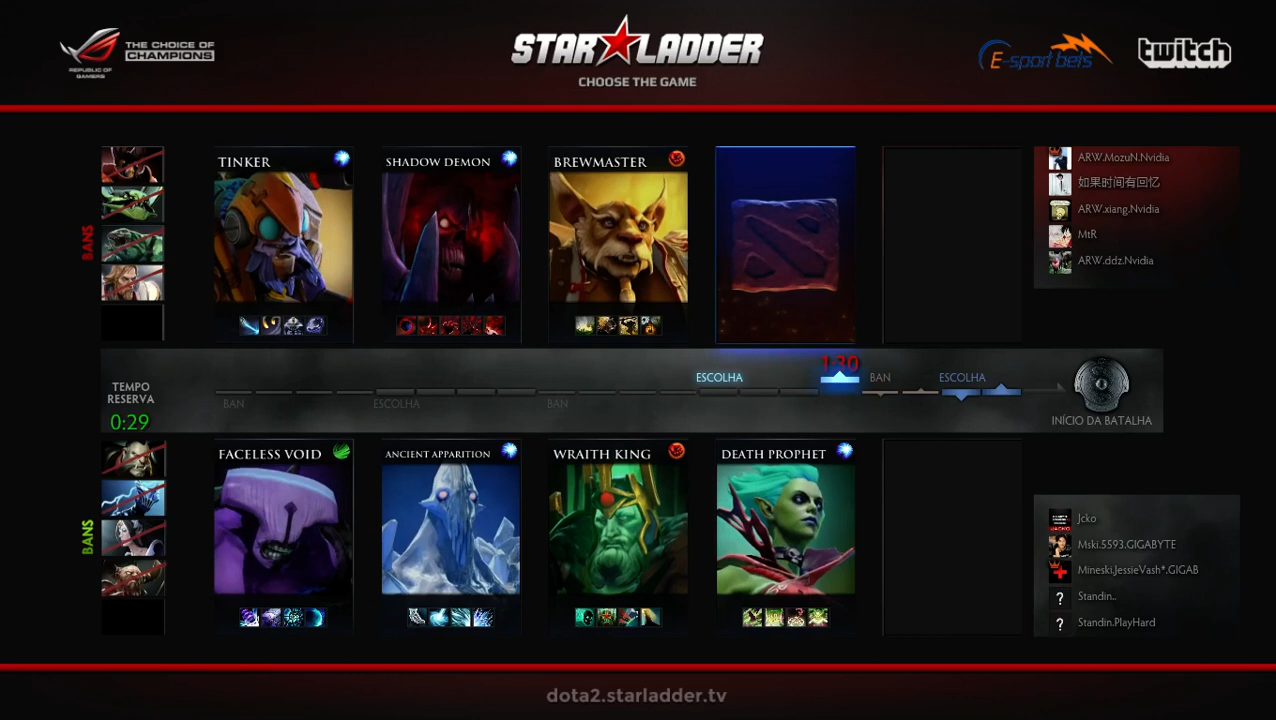 REPUBLIC OF
GAMERS
THE CHOICE OF
CHAMPIONS
STAR LADDER
CHOOSE THE GAME
E-sport bets
twitch
BANS
TINKER
SHADOW DEMON
BREWMASTER
ARW.MozuN.Nvidia
如果时间有回忆
ARW.xiang.Nvidia
MtR
ARW.ddz.Nvidia
TEMPO
RESERVA
0:29
BAN
ESCOLHA
BAN
ESCOLHA
1:30
BAN
ESCOLHA
INÍCIO DA BATALHA
BANS
FACELESS VOID
ANCIENT APPARITION
WRAITH KING
DEATH PROPHET
Jcko
Mski.5593.GIGABYTE
Mineski.JessieVash*.GIGAB
Standin..
Standin.PlayHard
dota2.starladder.tv